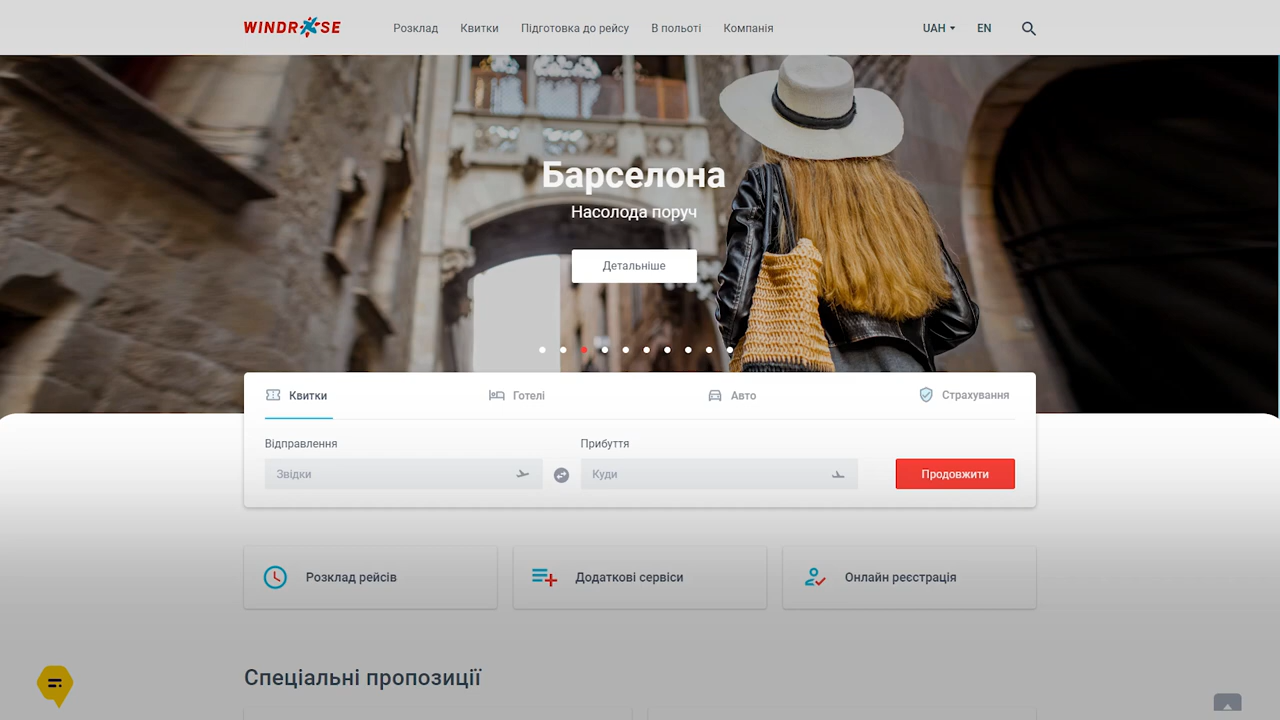 WINDROSE
Розклад Квитки Підготовка до рейсу В польоті Компанія UAH EN
Барселона
Насолода поруч
Детальніше
Квитки Готелі Авто Страхування
Відправлення Прибуття
Звідки Куди Продовжити
Розклад рейсів Додаткові сервіси Онлайн реєстрація
Спеціальні пропозиції